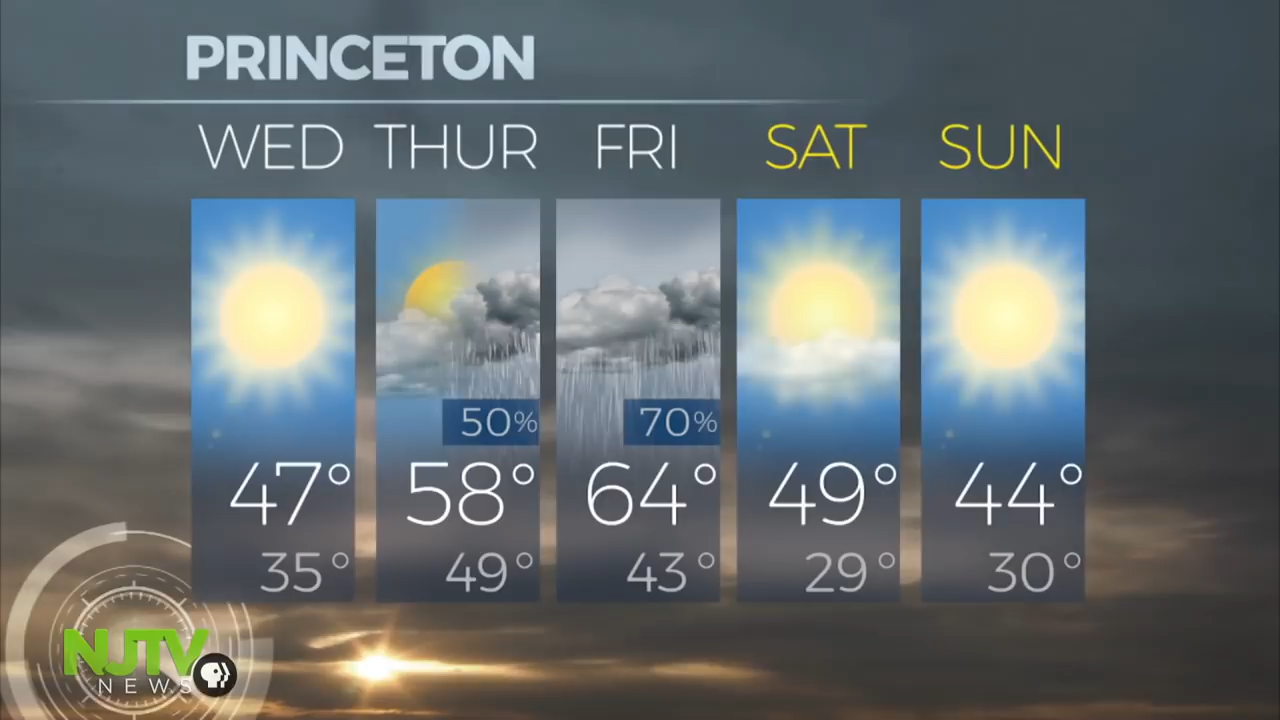 PRINCETON
WED THUR FRI SAT SUN
50% 70%
47° 58° 64° 49° 44°
35° 49° 43° 29° 30°
NJTV
NEWS